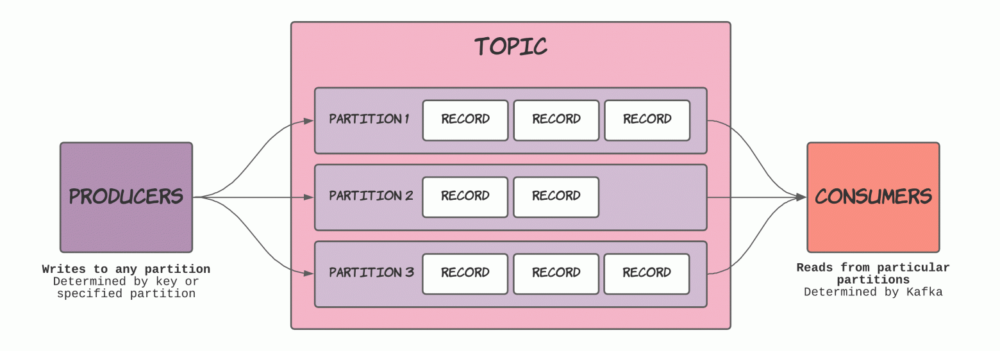 TOPIC
PARTITION 1 RECORD RECORD RECORD
PARTITION 2 RECORD RECORD
PARTITION 3 RECORD RECORD RECORD
PRODUCERS
Writes to any partition
Determined by key or
specified partition
CONSUMERS
Reads from particular
partitions
Determined by Kafka